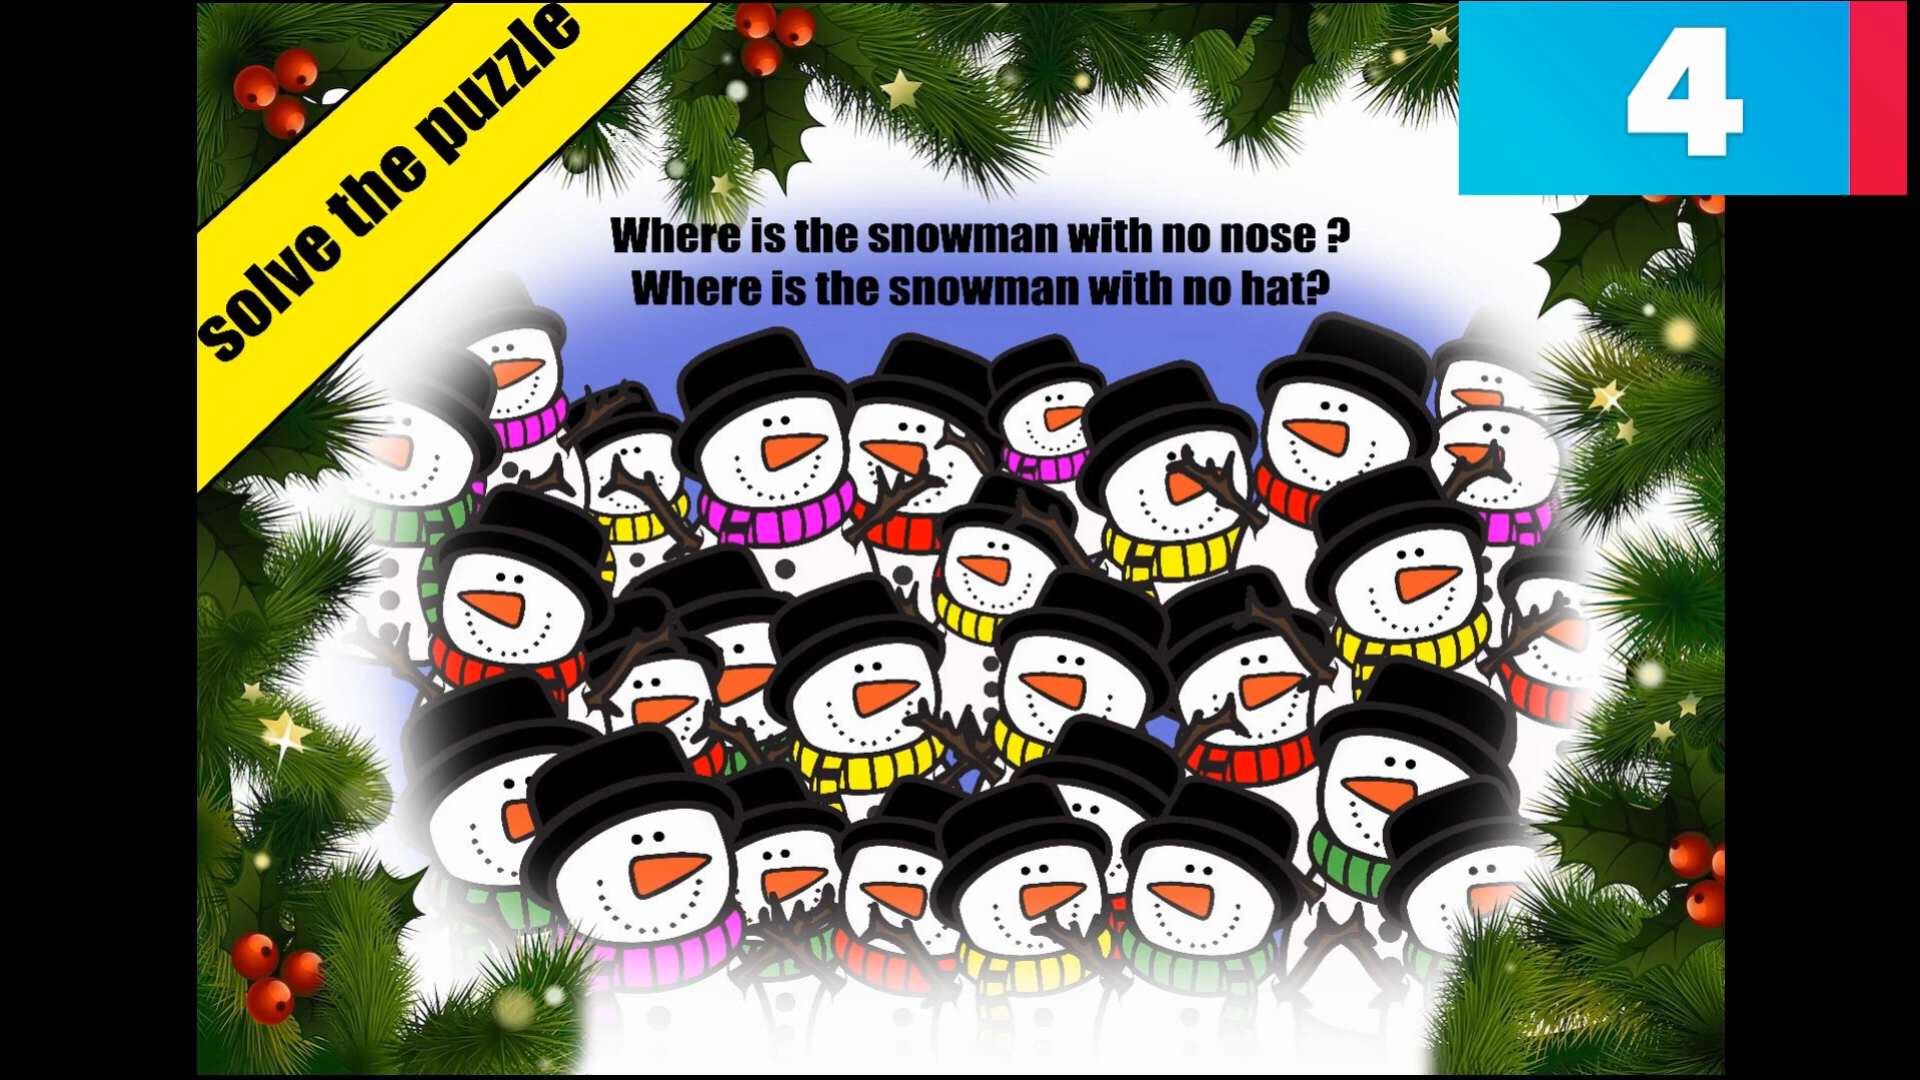 solve the puzzle
4
Where is the snowman with no nose ?
Where is the snowman with no hat?